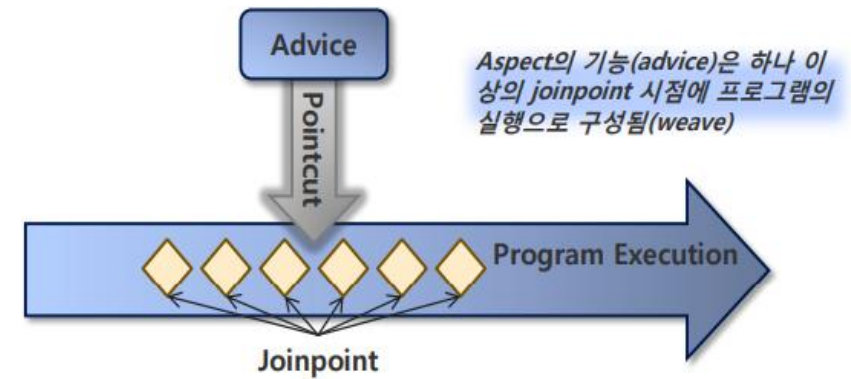 Advice
Aspect의 기능(advice)은 하나 이
상의 joinpoint 시점에 프로그램의
실행으로 구성됨(weave)
Pointcut
Program Execution
Joinpoint